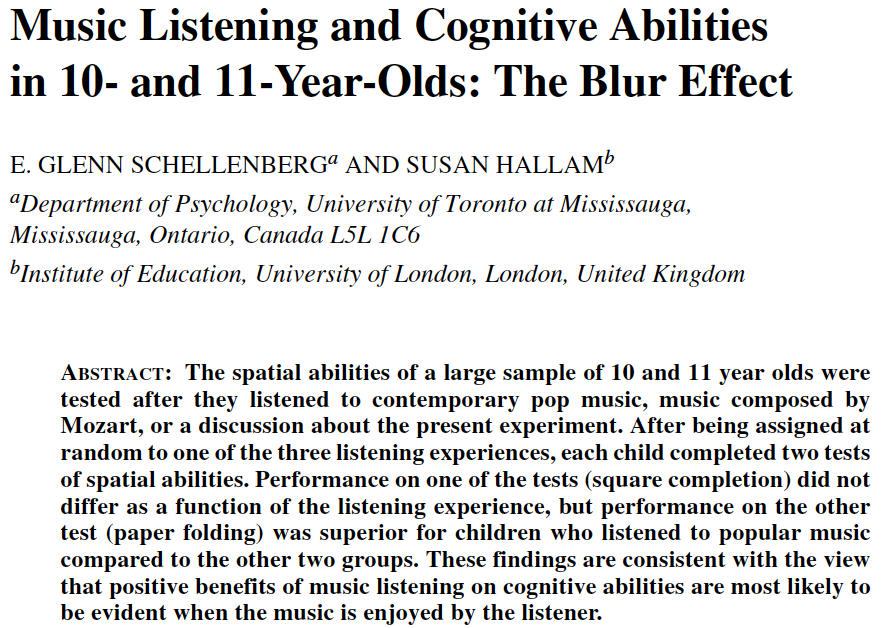 Music Listening and Cognitive Abilities
in 10- and 11-Year-Olds: The Blur Effect
E. GLENN SCHELLENBERGa AND SUSAN HALLAMb
aDepartment of Psychology, University of Toronto at Mississauga,
Mississauga, Ontario, Canada L5L 1C6
bInstitute of Education, University of London, London, United Kingdom
ABSTRACT: The spatial abilities of a large sample of 10 and 11 year olds were
tested after they listened to contemporary pop music, music composed by
Mozart, or a discussion about the present experiment. After being assigned at
random to one of the three listening experiences, each child completed two tests
of spatial abilities. Performance on one of the tests (square completion) did not
differ as a function of the listening experience, but performance on the other
test (paper folding) was superior for children who listened to popular music
compared to the other two groups. These findings are consistent with the view
that positive benefits of music listening on cognitive abilities are most likely to
be evident when the music is enjoyed by the listener.